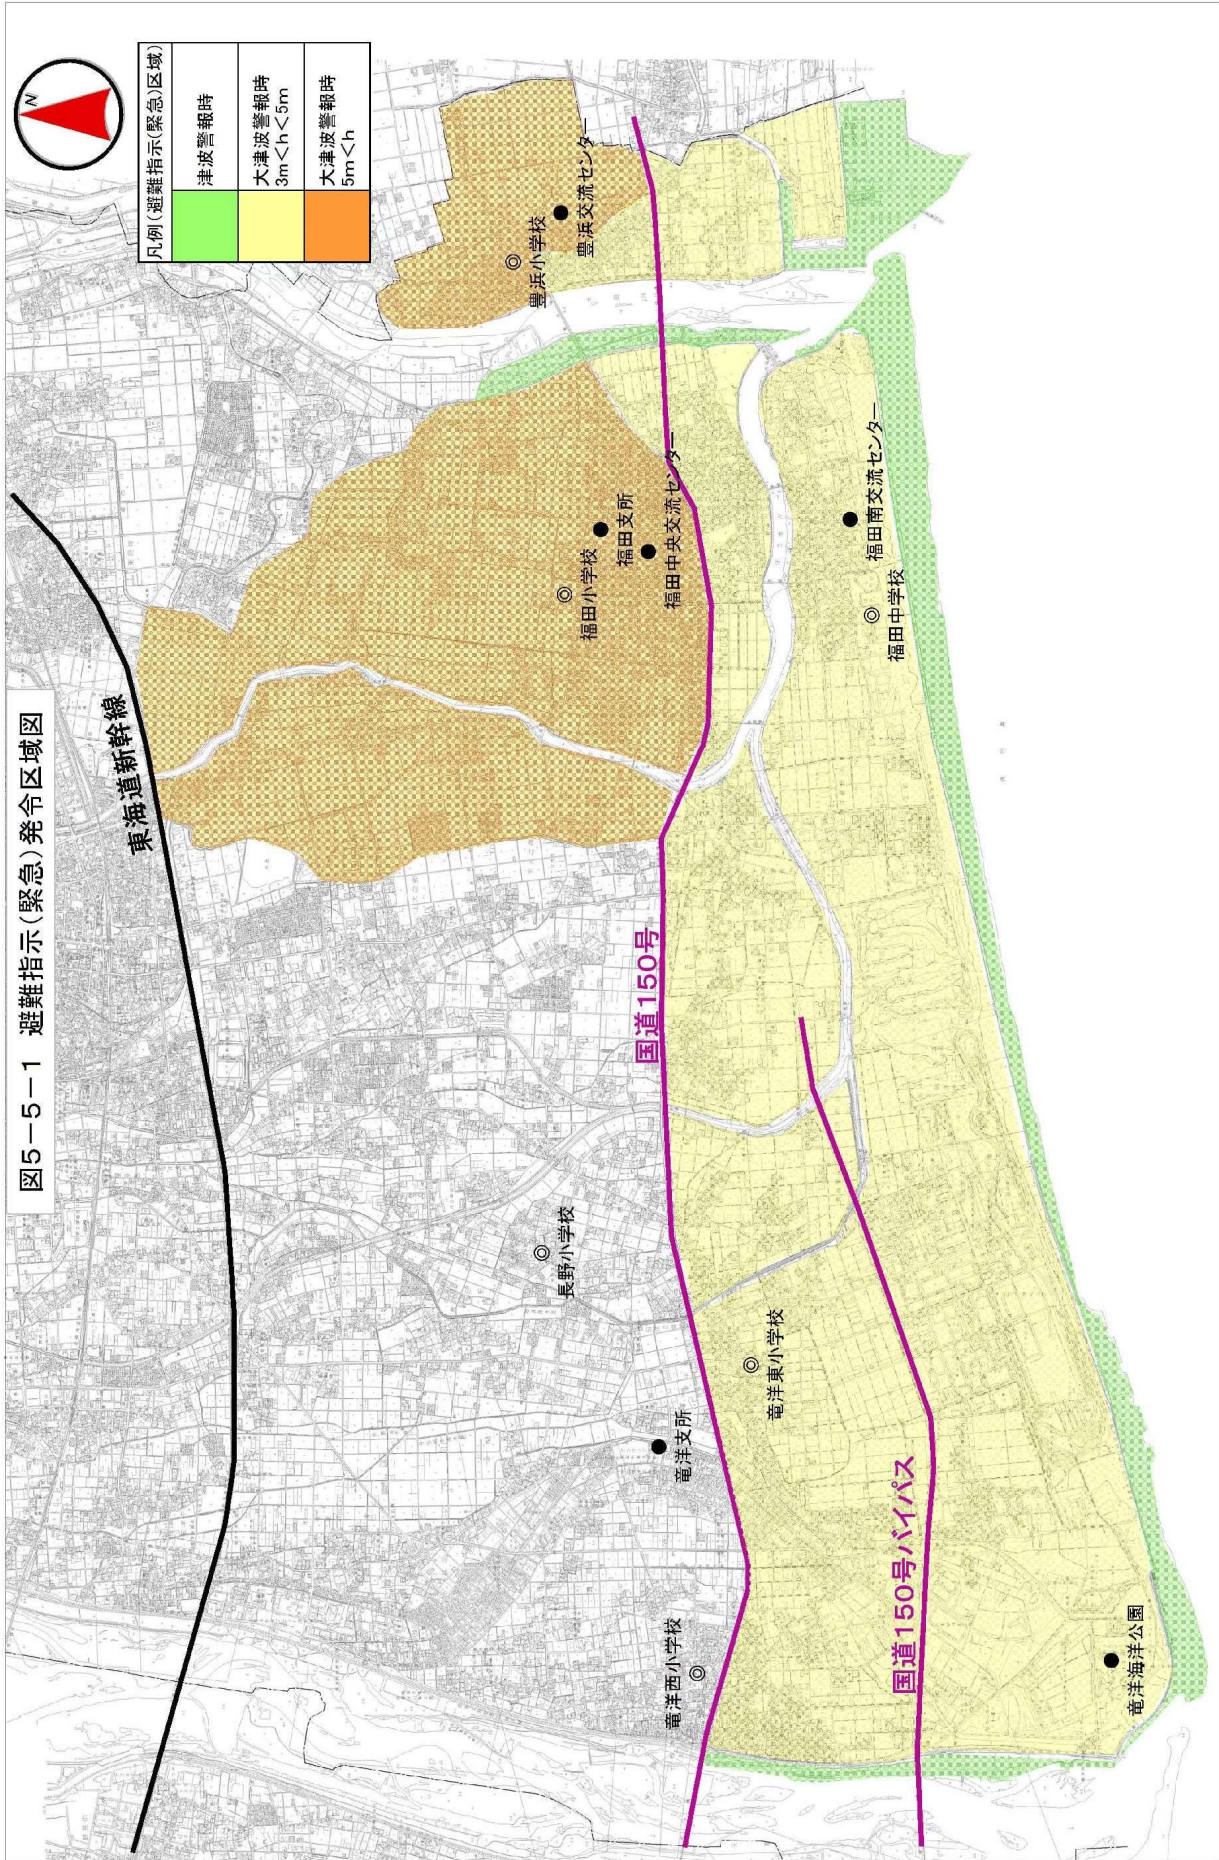 図5-5-1 避難指示(緊急)発令区域図
N
凡例(避難指示(緊急)区域)
津波警報時
大津波警報時
3m<h<5m
大津波警報時
5m<h
東海道新幹線
国道150号
国道150号バイパス
豊浜小学校
豊浜交流センター
福田小学校
福田支所
福田中央交流センター
福田南交流センター
福田中学校
長野小学校
竜洋東小学校
竜洋支所
竜洋西小学校
竜洋海洋公園